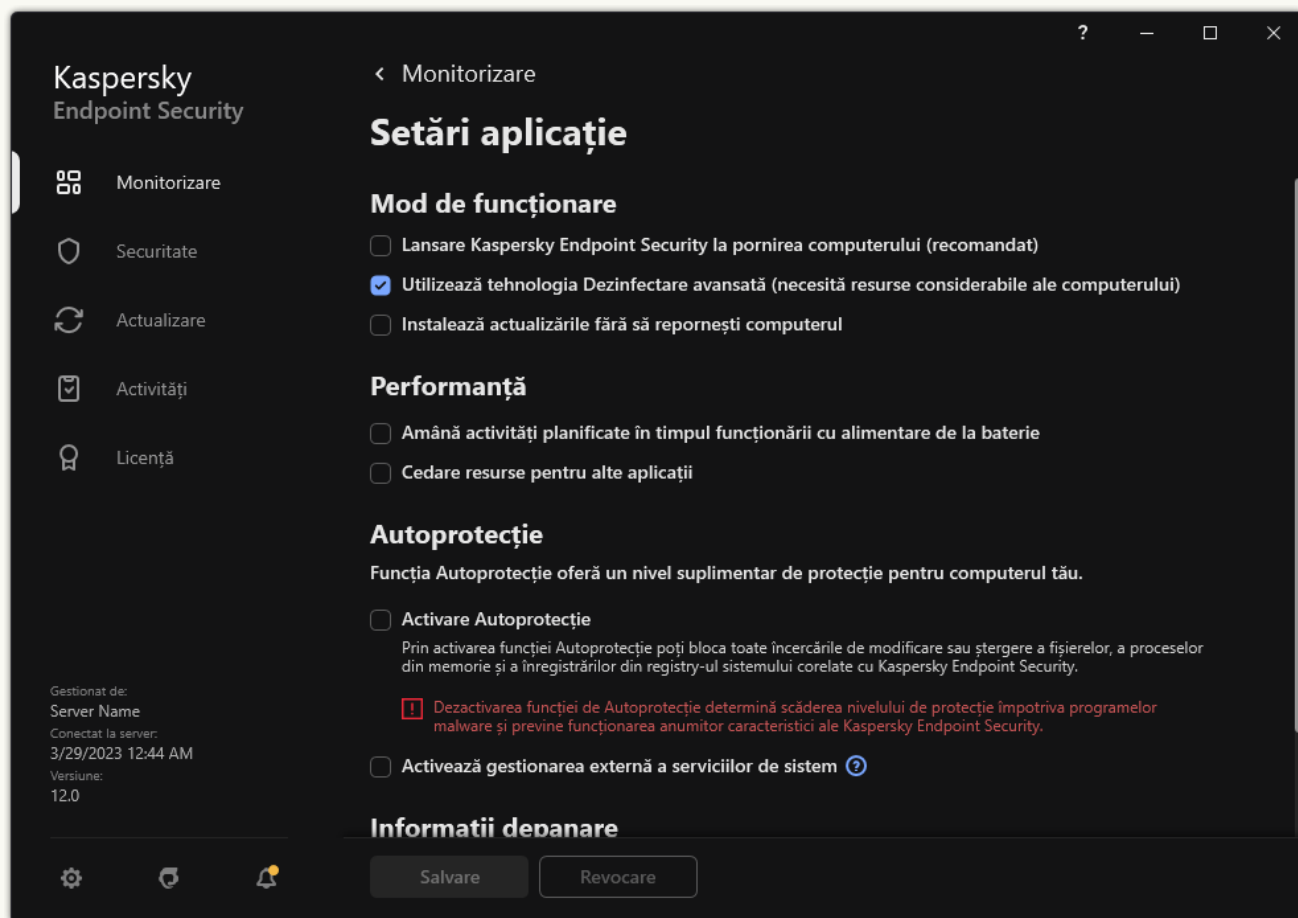 ?
Kaspersky
Endpoint Security
Monitorizare
Securitate
Actualizare
Activități
Licență
Gestionat de:
Server Name
Conectat la server:
3/29/2023 12:44 AM
Versiune:
12.0
Monitorizare
Setări aplicație
Mod de funcționare
Lansare Kaspersky Endpoint Security la pornirea computerului (recomandat)
Utilizează tehnologia Dezinfectare avansată (necesită resurse considerabile ale computerului)
Instalează actualizările fără să repornești computerul
Performanță
Amână activități planificate în timpul funcționării cu alimentare de la baterie
Cedare resurse pentru alte aplicații
Autoprotecție
Funcția Autoprotecție oferă un nivel suplimentar de protecție pentru computerul tău.
Activare Autoprotecție
Prin activarea funcției Autoprotecție poți bloca toate încercările de modificare sau ștergere a fișierelor, a proceselor
din memorie și a înregistrărilor din registry-ul sistemului corelate cu Kaspersky Endpoint Security.
Dezactivarea funcției de Autoprotecție determină scăderea nivelului de protecție împotriva programelor
malware și previne funcționarea anumitor caracteristici ale Kaspersky Endpoint Security.
Activează gestionarea externă a serviciilor de sistem
Informații depanare
Salvare
Revocare